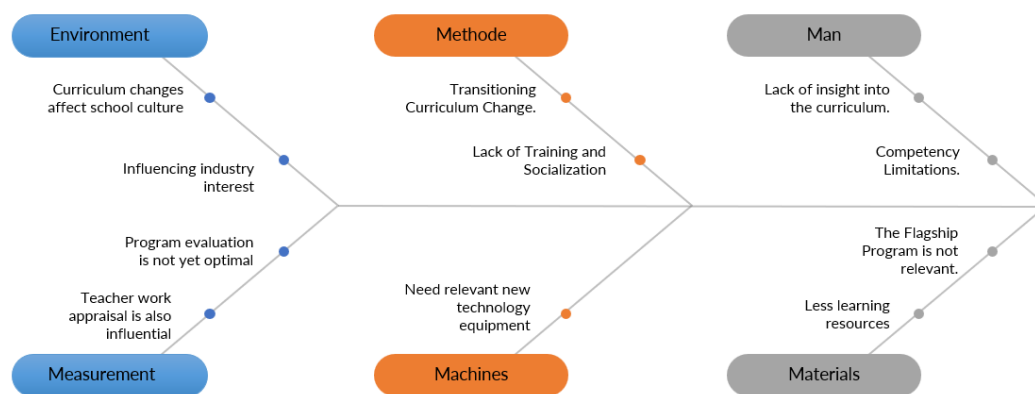 Environment
Methode
Man
Curriculum changes
affect school culture
Transitioning
Curriculum Change.
Lack of insight into
the curriculum.
Influencing industry
interest
Lack of Training and
Socialization
Competency
Limitations.
Program evaluation
is not yet optimal
The Flagship
Program is not
relevant.
Teacher work
appraisal is also
influential
Need relevant new
technology
equipment
Less learning
resources
Measurement
Machines
Materials